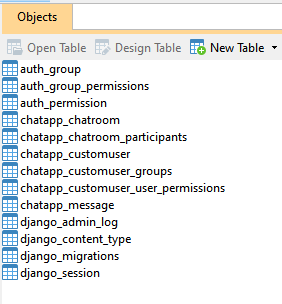 Objects
Open Table Design Table New Table
auth_group
auth_group_permissions
auth_permission
chatapp_chatroom
chatapp_chatroom_participants
chatapp_customuser
chatapp_customuser_groups
chatapp_customuser_user_permissions
chatapp_message
django_admin_log
django_content_type
django_migrations
django_session